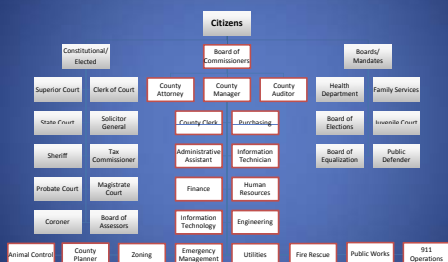 Citizens
Constitutional/
Elected
Board of
Commissioners
Boards/
Mandates
Superior Court
Clerk of Court
County
Attorney
County
Manager
County
Auditor
Health
Department
Family Services
State Court
Solicitor
General
County Clerk
Purchasing
Board of
Elections
Juvenile Court
Sheriff
Tax
Commissioner
Administrative
Assistant
Information
Technician
Board of
Equalization
Public
Defender
Probate Court
Magistrate
Court
Finance
Human
Resources
Coroner
Board of
Assessors
Information
Technology
Engineering
Animal Control
County
Planner
Zoning
Emergency
Management
Utilities
Fire Rescue
Public Works
911
Operations